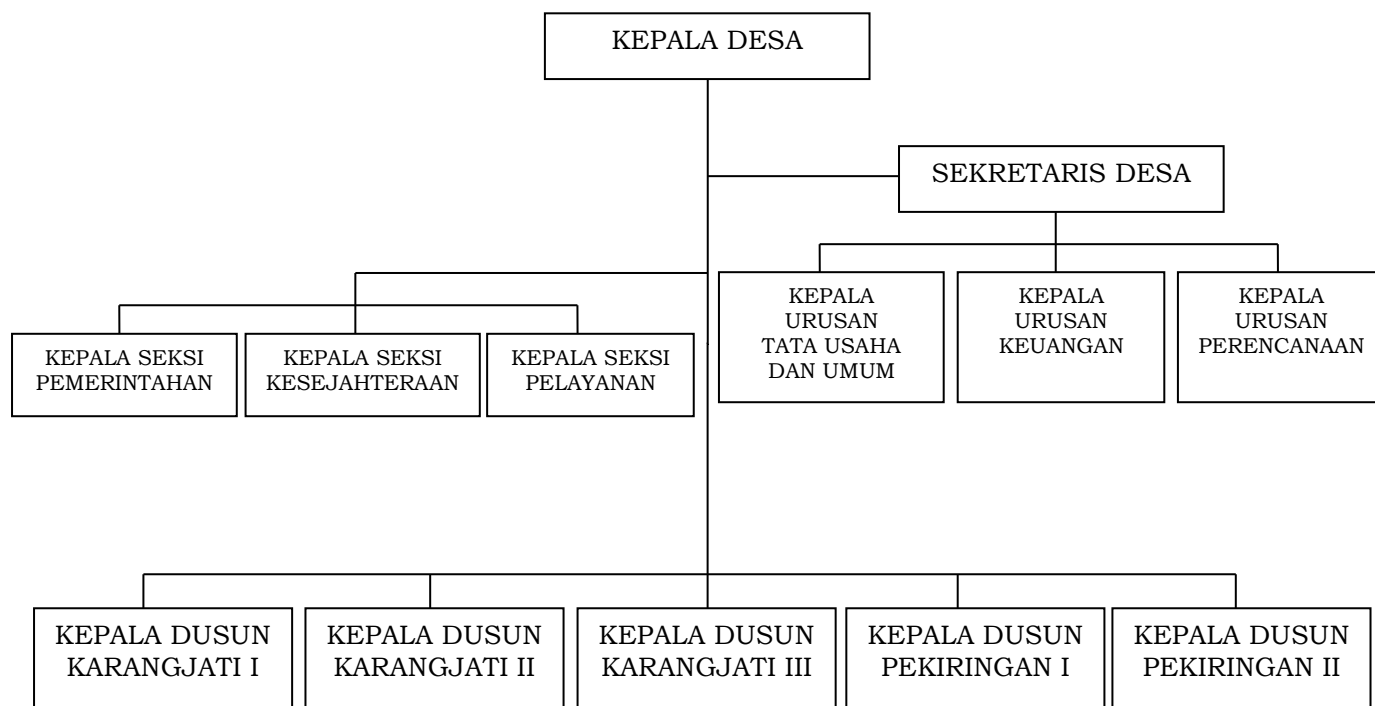 KEPALA DESA
SEKRETARIS DESA
KEPALA SEKSI
PEMERINTAHAN
KEPALA SEKSI
KESEJAHTERAAN
KEPALA SEKSI
PELAYANAN
KEPALA
URUSAN
TATA USAHA
DAN UMUM
KEPALA
URUSAN
KEUANGAN
KEPALA
URUSAN
PERENCANAAN
KEPALA DUSUN
KARANGJATI I
KEPALA DUSUN
KARANGJATI II
KEPALA DUSUN
KARANGJATI III
KEPALA DUSUN
PEKIRINGAN I
KEPALA DUSUN
PEKIRINGAN II